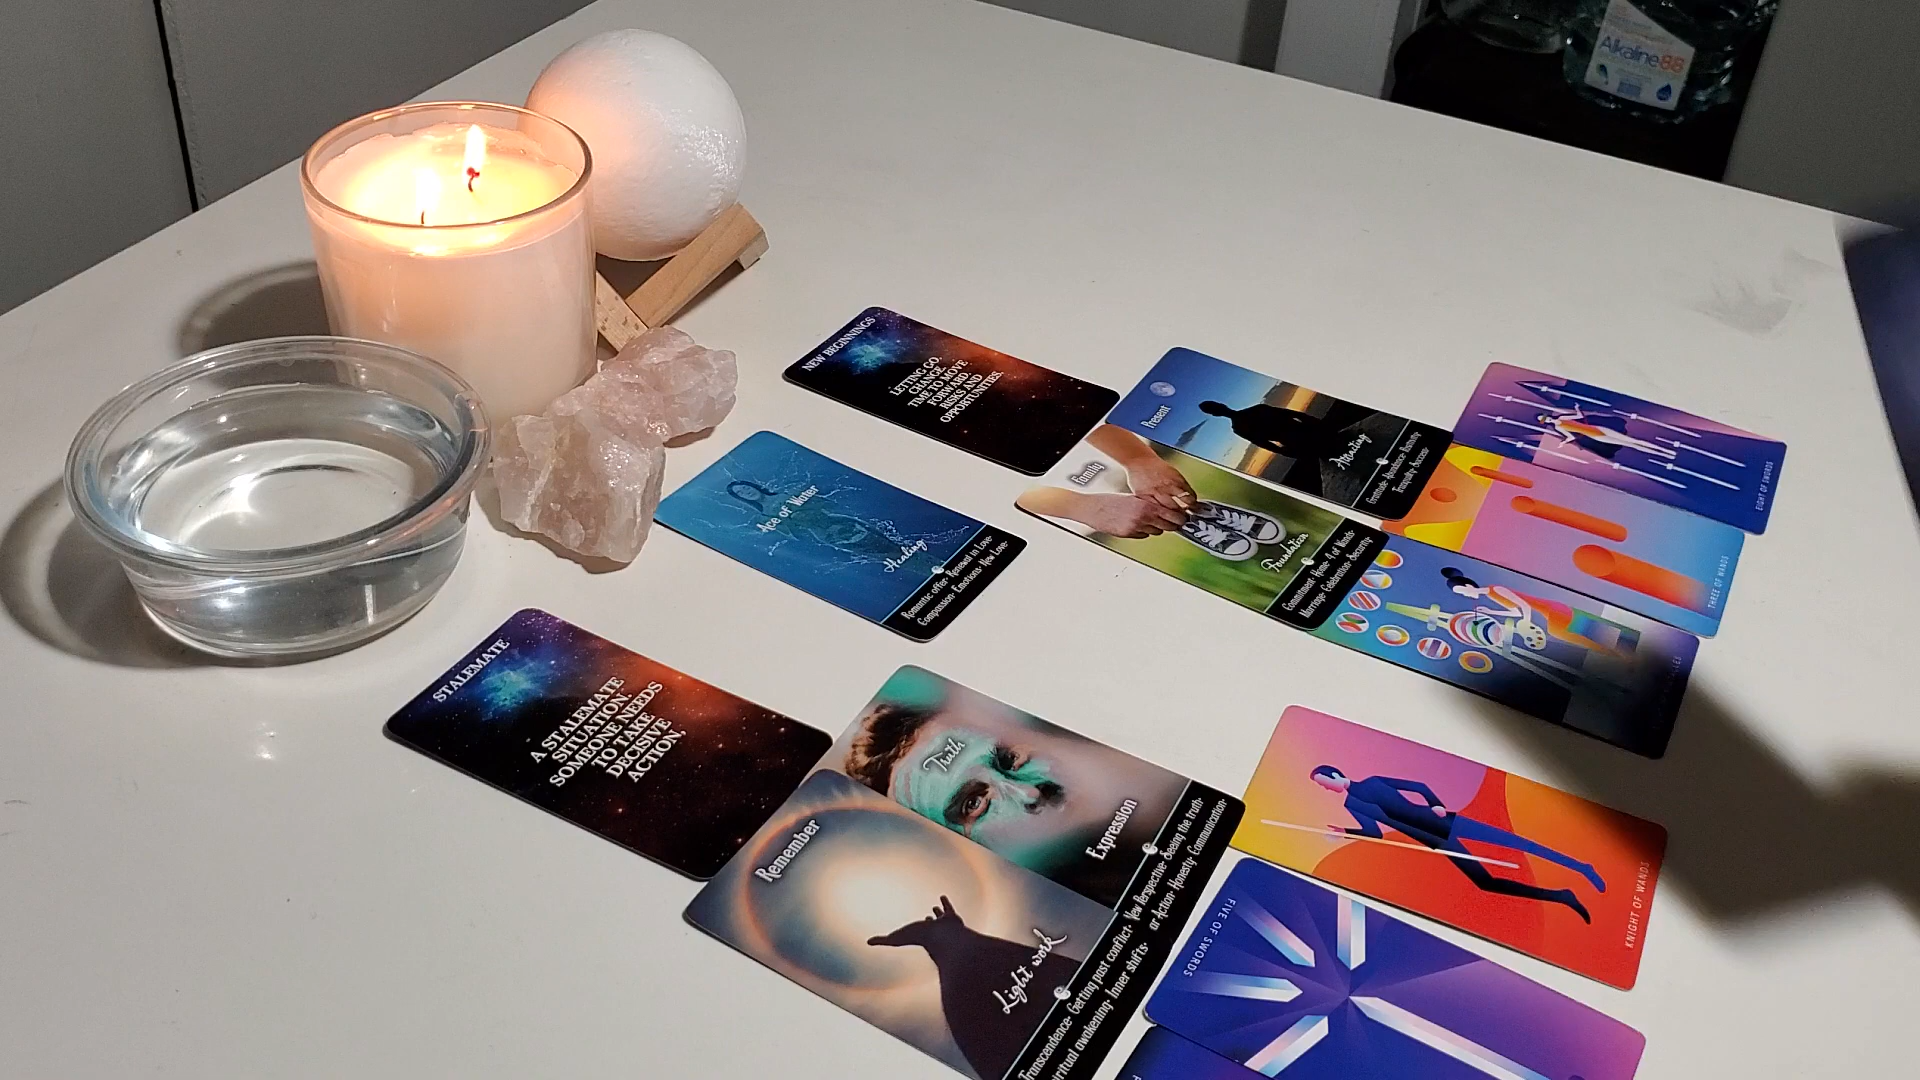 Alkaline88
NEW BEGINNINGS
LETTING GO.
CHANGE.
TIME TO MOVE
FORWARD.
RISKS AND
OPPORTUNITIES.
Present
Attracting
Gratitude· Abundance· Positivity
Tranquity· Success·
EIGHT OF SWORDS
Family
Foundation
Commitment· Home· 4 of Wands·
Marriage· Celebration· Security·
THREE OF WANDS
Ace of Water
Healing
Romantic offer· Renewal in Love·
Compassion· Emotions· New Love·
STALEMATE
A STALEMATE
SITUATION.
SOMEONE NEEDS
TO TAKE
DECISIVE
ACTION,
Truth
Expression
New Perspective· Seeing the truth·
or Action· Honesty· Communication·
KNIGHT OF WANDS
Remember
Light work
Transcendence· Getting past conflict·
awakening· Inner shifts·
FIVE OF SWORDS